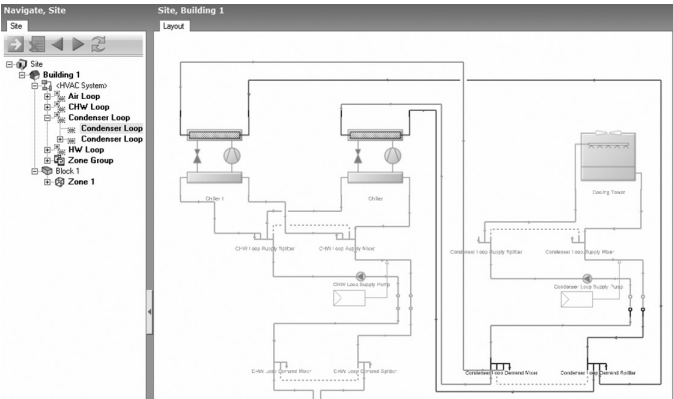 Navigate, Site
Site
Site
Building 1
<HVAC System>
Air Loop
CHW Loop
Condenser Loop
Condenser Loop
Condenser Loop
HW Loop
Zone Group
Block 1
Zone 1
Site, Building 1
Layout
Chiller 1
Chiller
Cooling Tower
CHW Loop Supply Splitter
CHW Loop Supply Mixer
Condenser Loop Supply Splitter
Condenser Loop Supply Mixer
CHW Loop Supply Pump
Condenser Loop Supply Pump
CHW Loop Demand Mixer
CHW Loop Demand Splitter
Condenser Loop Demand Mixer
Condenser Loop Demand Splitter